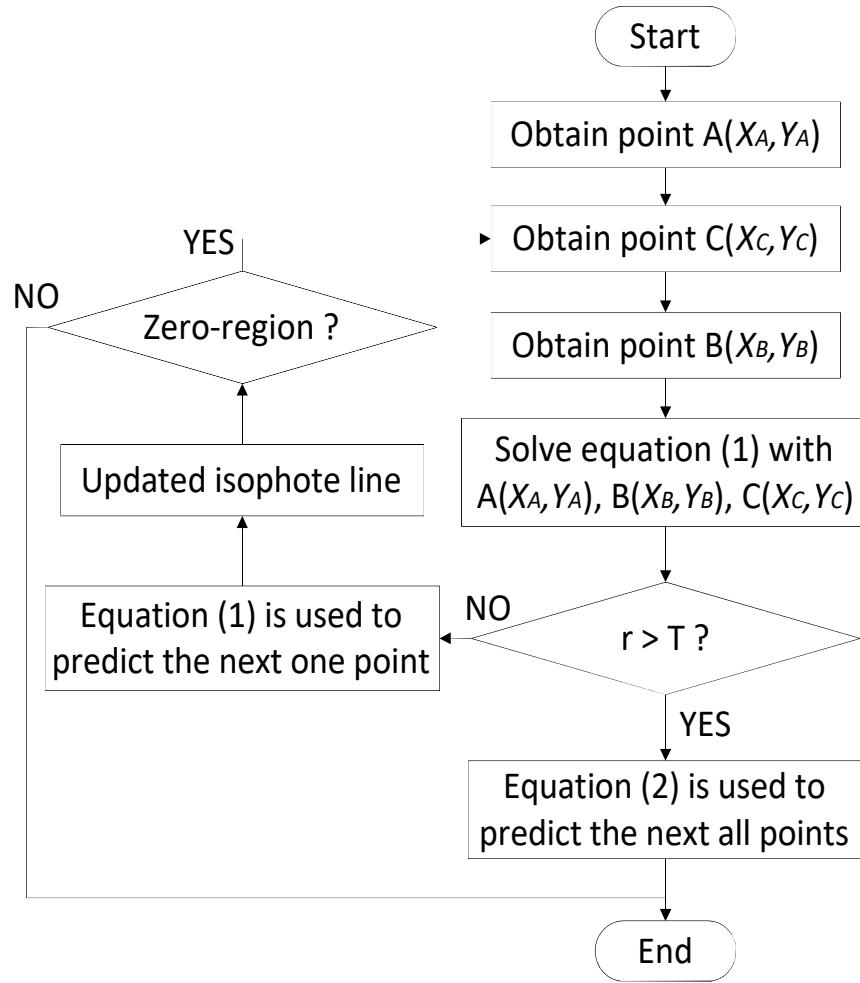 Start
Obtain point A(XA,YA)
YES
Obtain point C(XC,YC)
NO
Zero-region ?
Obtain point B(XB,YB)
Updated isophote line
Solve equation (1) with
A(XA,YA), B(XB,YB), C(XC,YC)
Equation (1) is used to
predict the next one point
NO
r > T ?
YES
Equation (2) is used to
predict the next all points
End